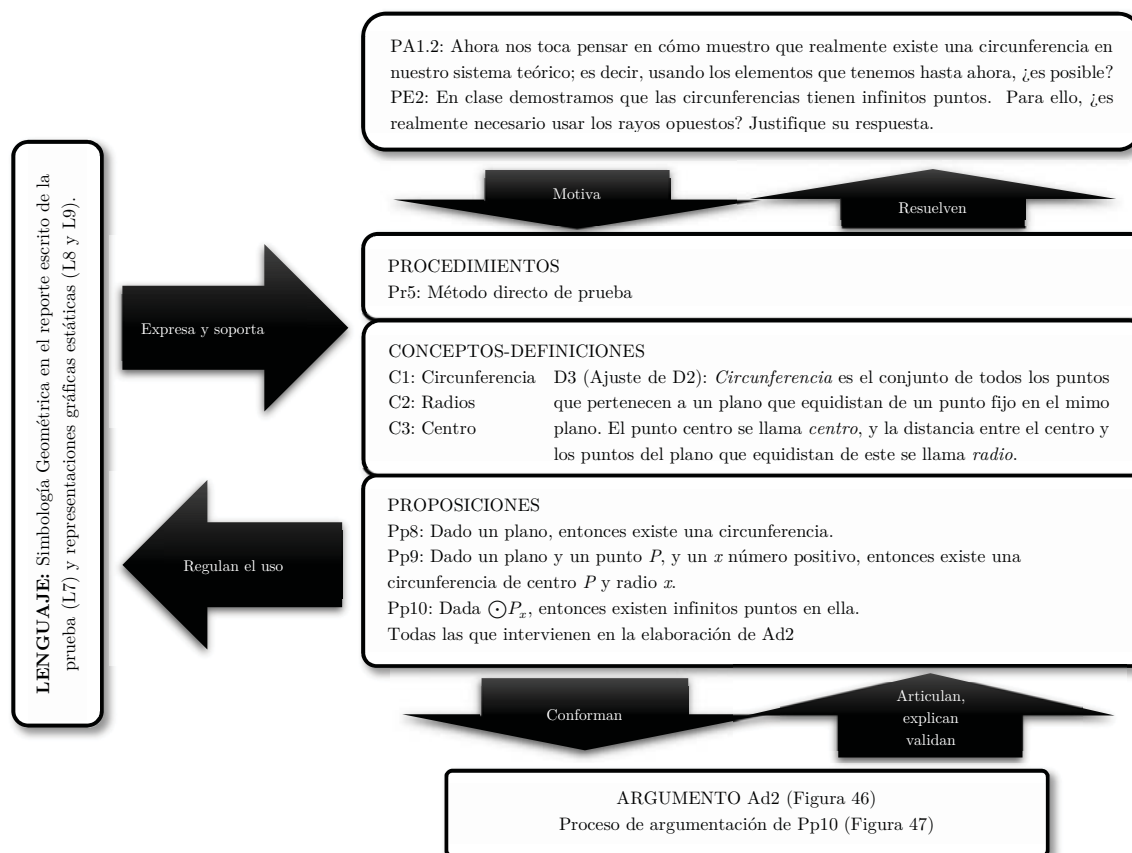 PA1.2: Ahora nos toca pensar en cómo muestro que realmente existe una circunferencia en
nuestro sistema teórico; es decir, usando los elementos que tenemos hasta ahora, ¿es posible?
PE2: En clase demostramos que las circunferencias tienen infinitos puntos. Para ello, ¿es
realmente necesario usar los rayos opuestos? Justifique su respuesta.
Motiva
Resuelven
LENGUAJE: Simbología Geométrica en el reporte escrito de la
prueba (L7) y representaciones gráficas estáticas (L8 y L9).
Expresa y soporta
PROCEDIMIENTOS
Pr5: Método directo de prueba
CONCEPTOS-DEFINICIONES
C1: Circunferencia
C2: Radios
C3: Centro
D3 (Ajuste de D2): Circunferencia es el conjunto de todos los puntos
que pertenecen a un plano que equidistan de un punto fijo en el mimo
plano. El punto centro se llama centro, y la distancia entre el centro y
los puntos del plano que equidistan de este se llama radio.
Regulan el uso
PROPOSICIONES
Pp8: Dado un plano, entonces existe una circunferencia.
Pp9: Dado un plano y un punto P, y un x número positivo, entonces existe una
circunferencia de centro P y radio x.
Pp10: Dada ⨀Pₓ, entonces existen infinitos puntos en ella.
Todas las que intervienen en la elaboración de Ad2
Conforman
Articulan,
explican
validan
ARGUMENTO Ad2 (Figura 46)
Proceso de argumentación de Pp10 (Figura 47)